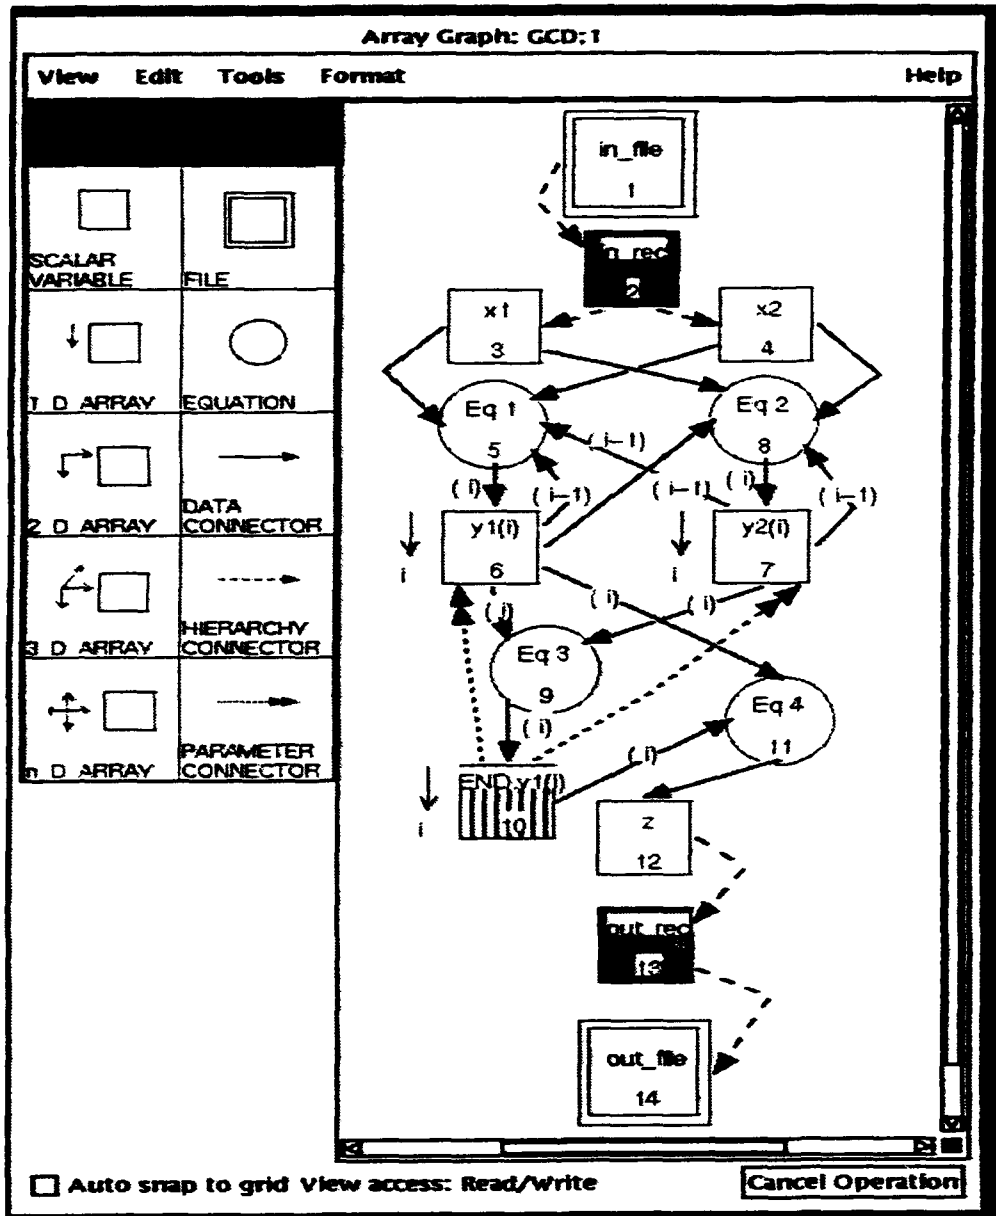 Array Graph: GCD;1
View Edit Tools Format Help
SCALAR VARIABLE
FILE
1 D ARRAY
EQUATION
2 D ARRAY
DATA CONNECTOR
3 D ARRAY
HIERARCHY CONNECTOR
n D ARRAY
PARAMETER CONNECTOR
in_file
1
in_rec
2
x1
3
x2
4
Eq 1
5
Eq 2
8
( i-1)
( i)
( i-1)
( i-1)
( i)
( i-1)
i
y1(i)
6
i
y2(i)
7
( i)
( i)
( i)
Eq 3
9
( i)
Eq 4
11
( i)
i
END.y1(i)
10
z
12
out_rec
13
out_file
14
Auto snap to grid View access: Read/Write
Cancel Operation